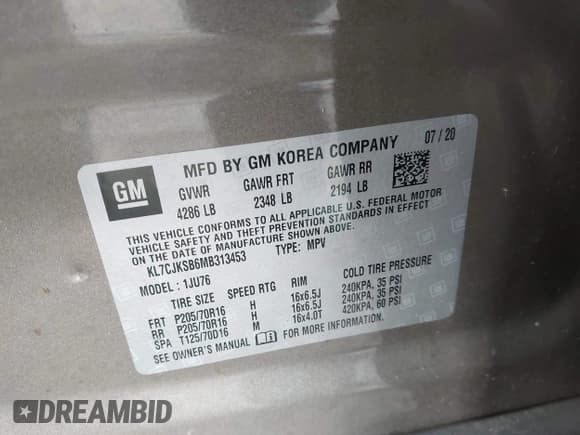 MFD BY GM KOREA COMPANY 07/20
GM
GVWR GAWR FRT GAWR RR
4286 LB 2348 LB 2194 LB
THIS VEHICLE CONFORMS TO ALL APPLICABLE U.S. FEDERAL MOTOR
VEHICLE SAFETY AND THEFT PREVENTION STANDARDS IN EFFECT
ON THE DATE OF MANUFACTURE SHOWN ABOVE.
KL7CJKSB6MB313453 TYPE: MPV
MODEL: 1JU76
TIRE SIZE SPEED RTG RIM COLD TIRE PRESSURE
FRT P205/70R16 H 16x6.5J 240KPA, 35 PSI
RR P205/70R16 H 16x6.5J 240KPA, 35 PSI
SPA T125/70D16 M 16x4.0T 420KPA, 60 PSI
SEE OWNER'S MANUAL FOR MORE INFORMATION.
DREAMBID